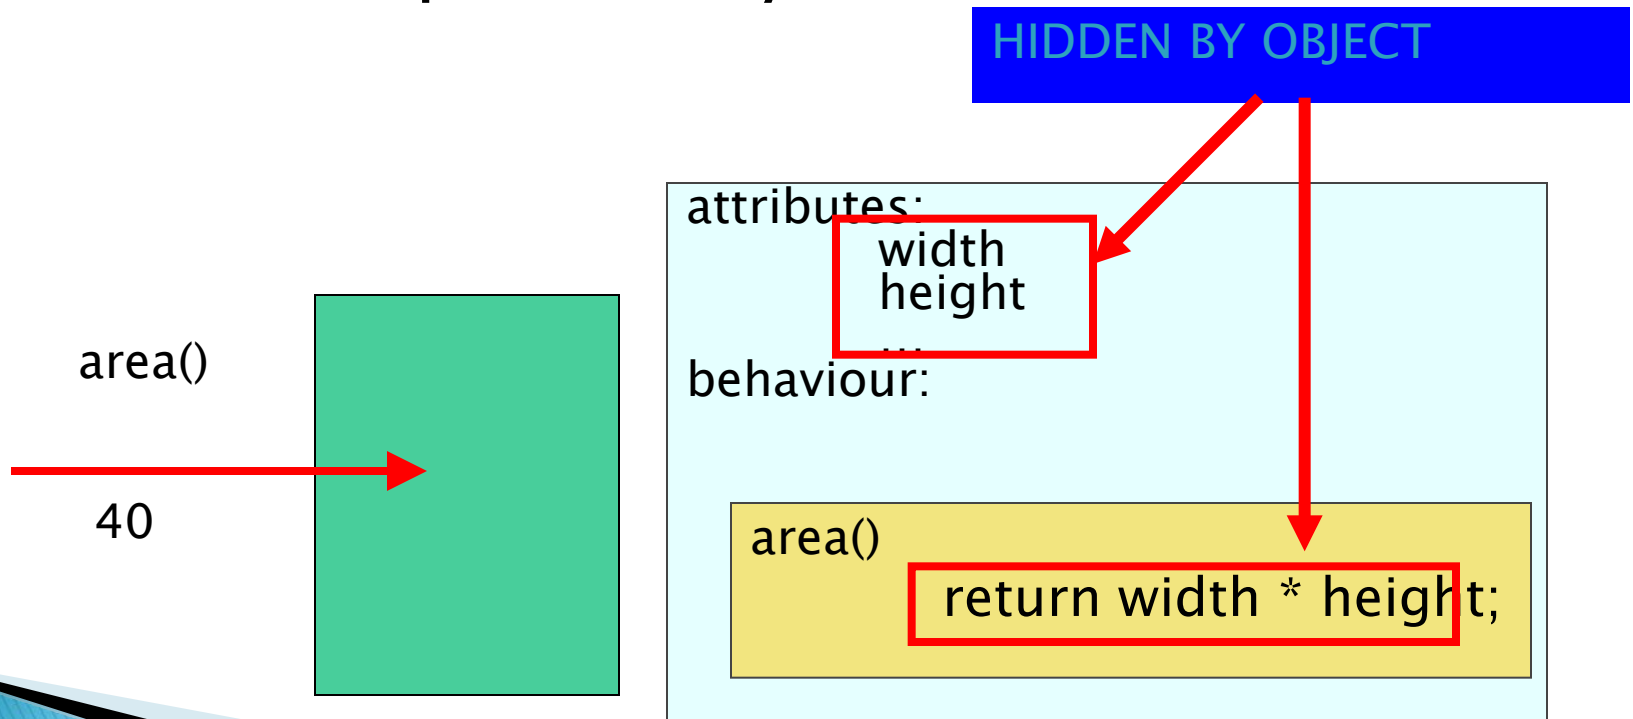 HIDDEN BY OBJECT
attributes:
width
height
...
behaviour:
area()
40
area()
return width * height;